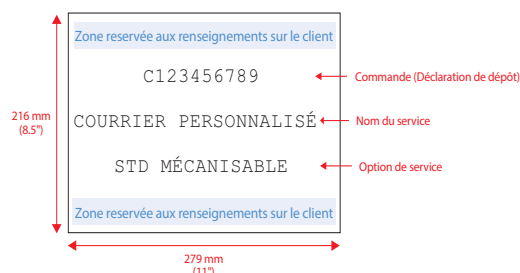 Zone reservée aux renseignements sur le client
C123456789
Commande (Déclaration de dépôt)
216 mm
(8.5")
COURRIER PERSONNALISÉ
Nom du service
STD MÉCANISABLE
Option de service
Zone reservée aux renseignements sur le client
279 mm
(11")